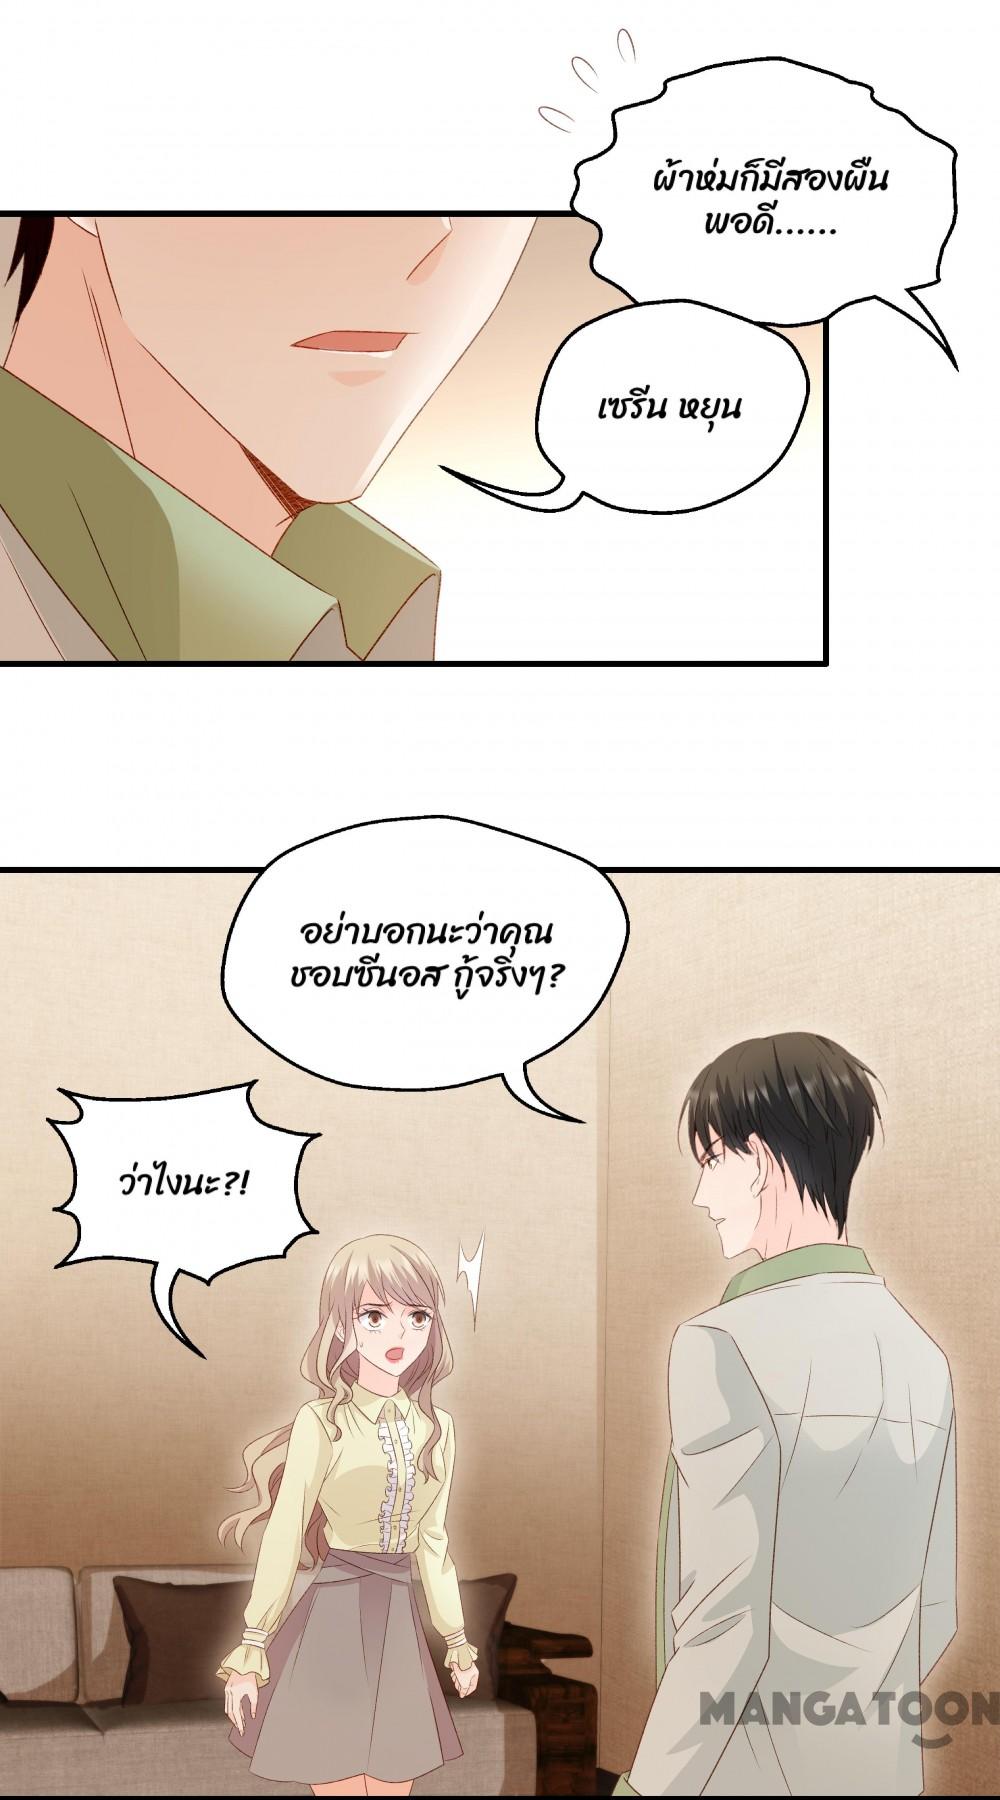 ผ้าห่มก็มีสองผืน
พอดี......
เซรีน หยุน
อย่าบอกนะว่าคุณ
ชอบซีนอส กู้จริงๆ?
ว่าไงนะ?!
MANGATOON